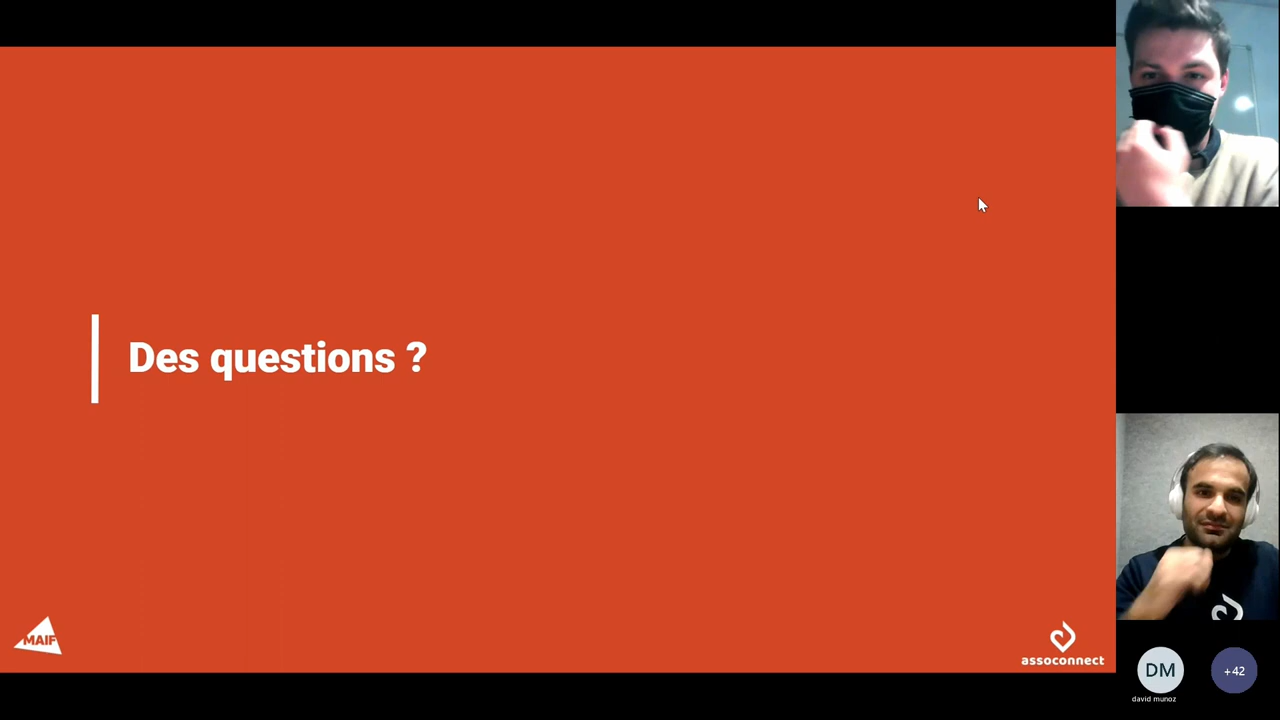 Des questions ?
MAIF
assoconnect
DM
+42
david munoz